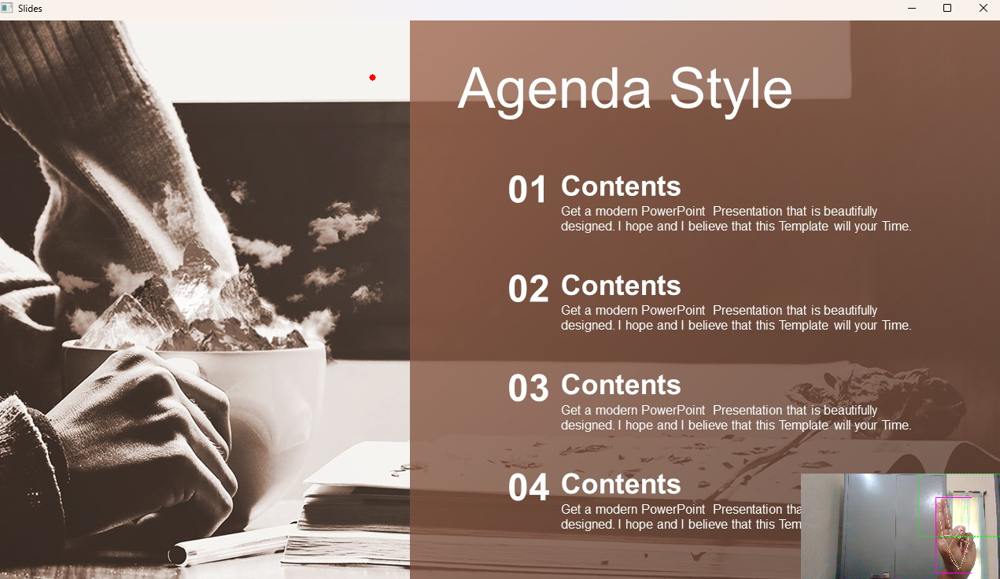 Slides
Agenda Style
01 Contents
Get a modern PowerPoint Presentation that is beautifully
designed. I hope and I believe that this Template will your Time.
02 Contents
Get a modern PowerPoint Presentation that is beautifully
designed. I hope and I believe that this Template will your Time.
03 Contents
Get a modern PowerPoint Presentation that is beautifully
designed. I hope and I believe that this Template will your Time.
04 Contents
Get a modern PowerPoint Presentation tha
designed. I hope and I believe that this Tem